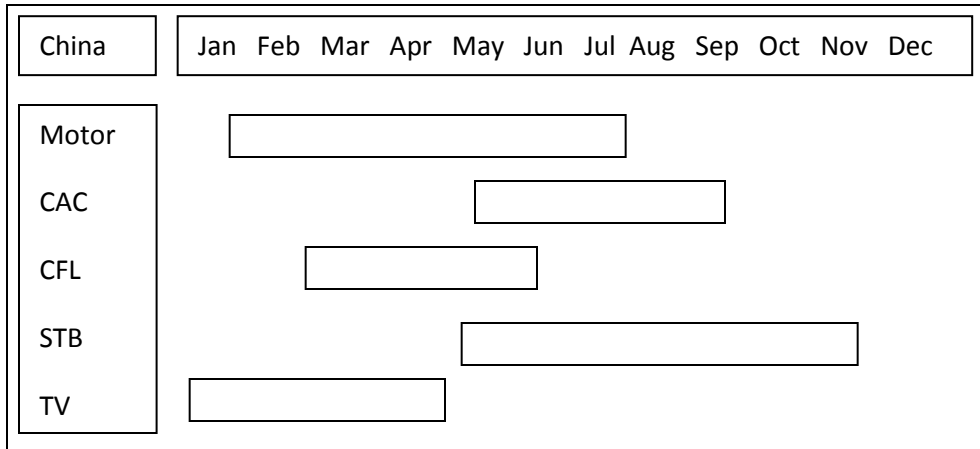 China
Jan Feb Mar Apr May Jun Jul Aug Sep Oct Nov Dec
Motor
CAC
CFL
STB
TV